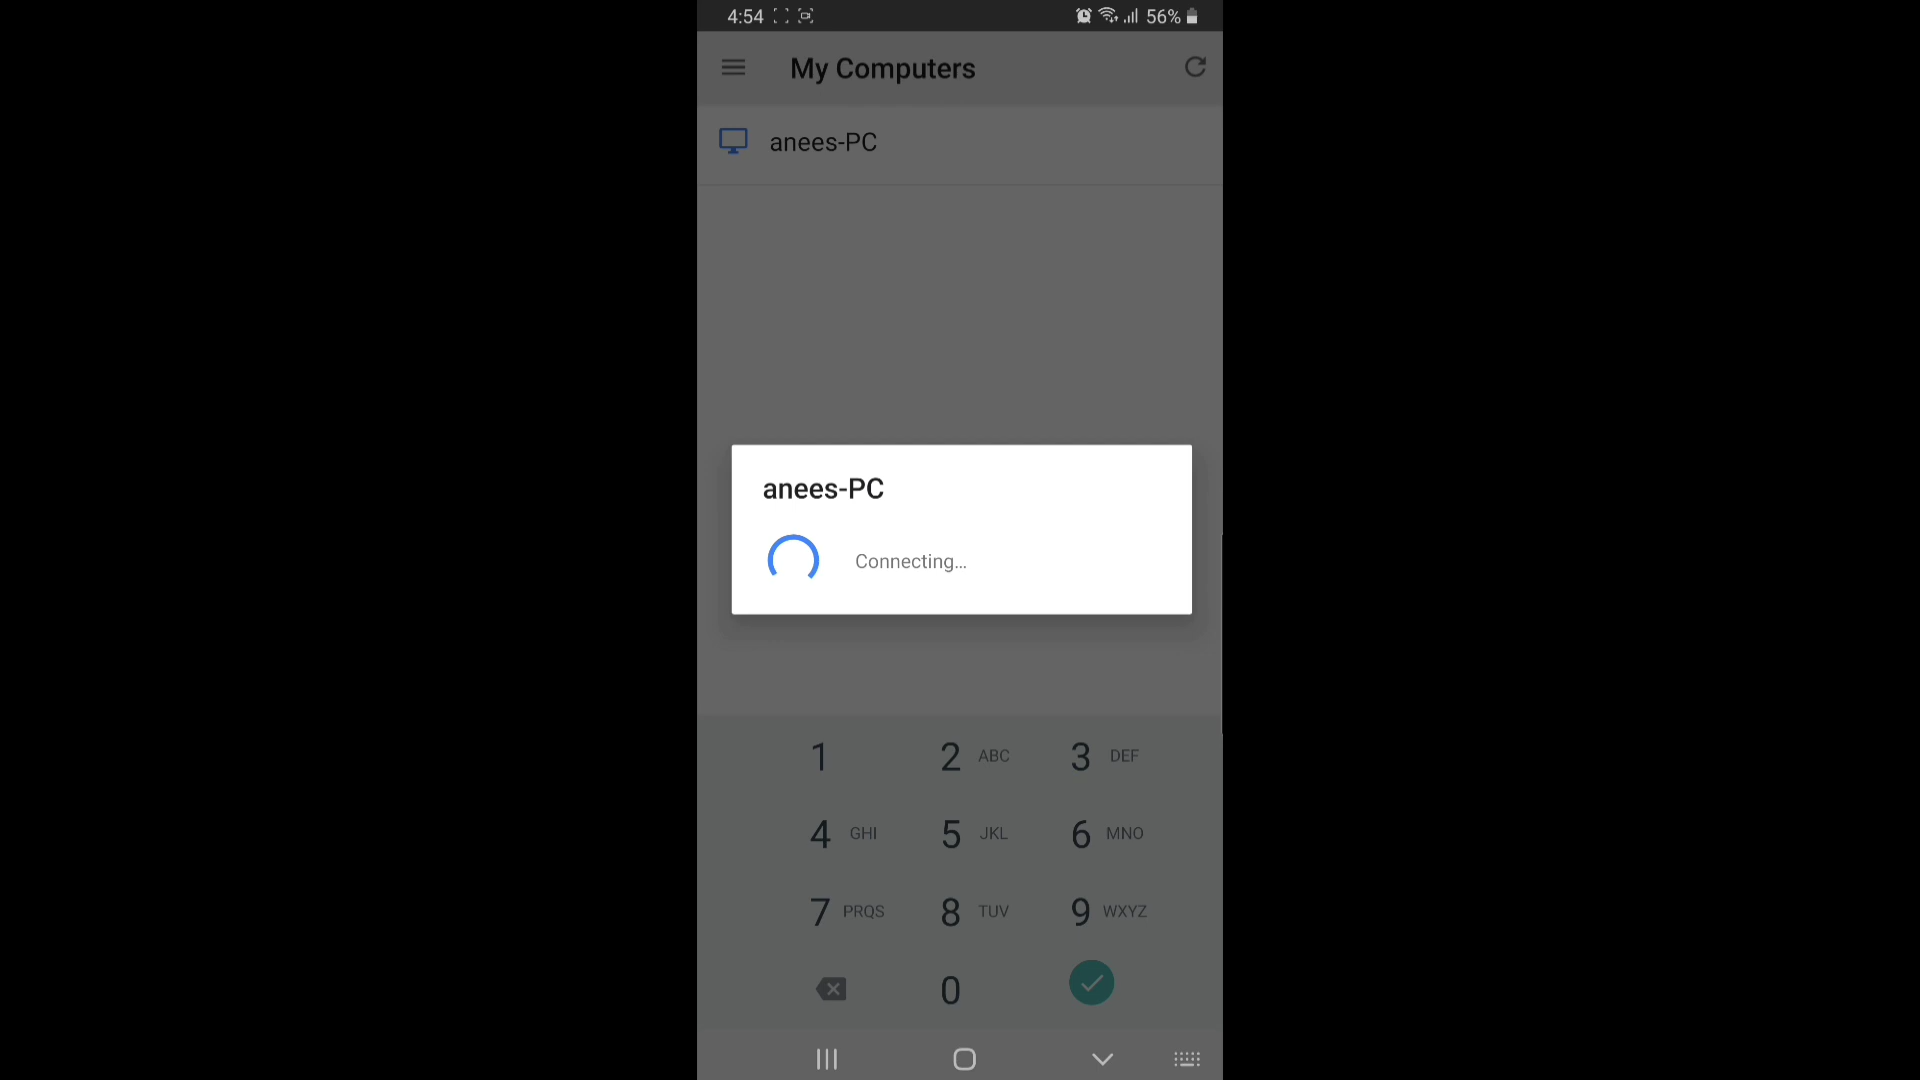 4:54 56%
My Computers
anees-PC
anees-PC
Connecting...
1 2 ABC 3 DEF
4 GHI 5 JKL 6 MNO
7 PRQS 8 TUV 9 WXYZ
0